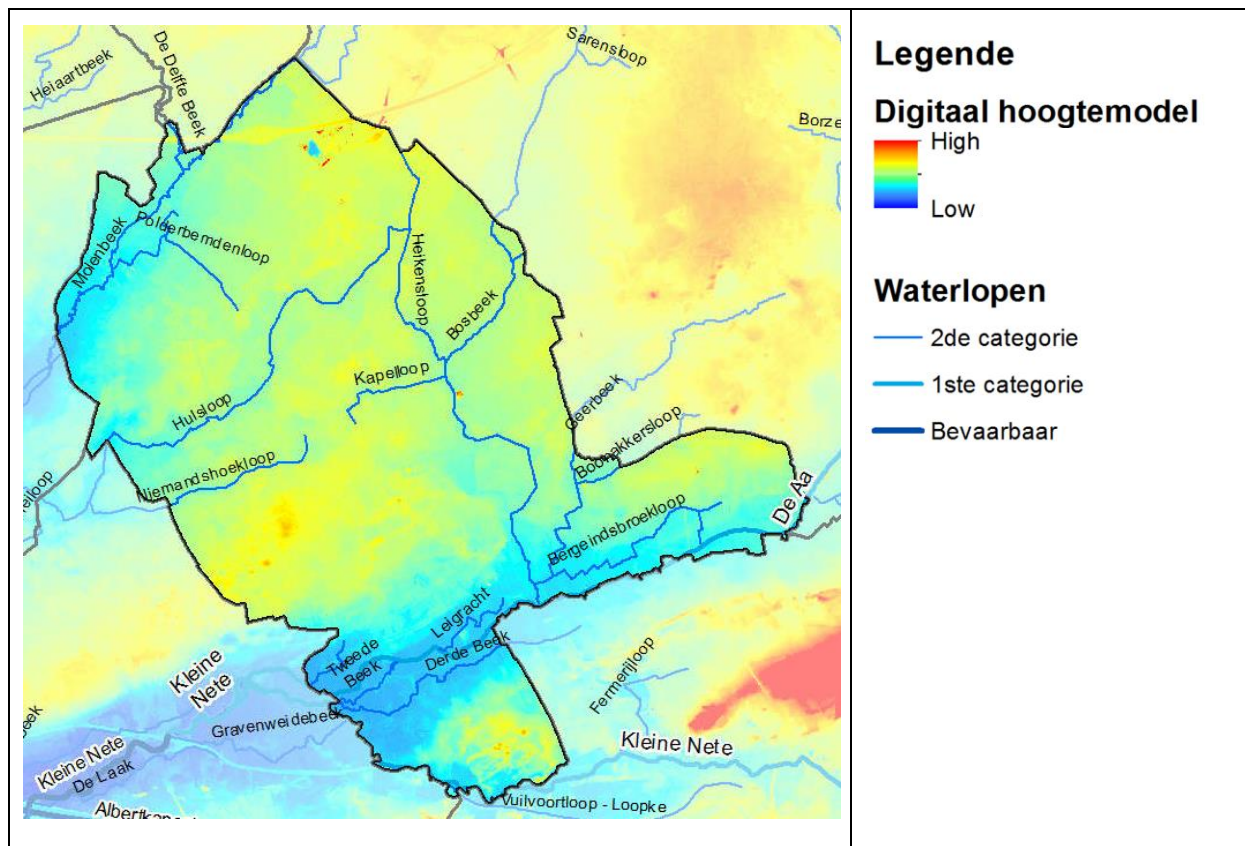 Sarensloop
De Delfte Beek
Heiaartbeek
Borze
Polderbemdenloop
Molenbeek
Heikensloop
Bosbeek
Kapelloop
Hulsloop
Geerbeek
Boonakkersloop
Niemandshoekloop
De Aa
Bergeindsbroekloop
Leigracht
Tweede
Beek
Derde Beek
Kleine
Nete
Fermerijloop
Gravenweidebeek
Kleine Nete
Kleine Nete
De Laak
Vuilvoortloop - Loopke
Legende
Digitaal hoogtemodel
High
Low
Waterlopen
2de categorie
1ste categorie
Bevaarbaar